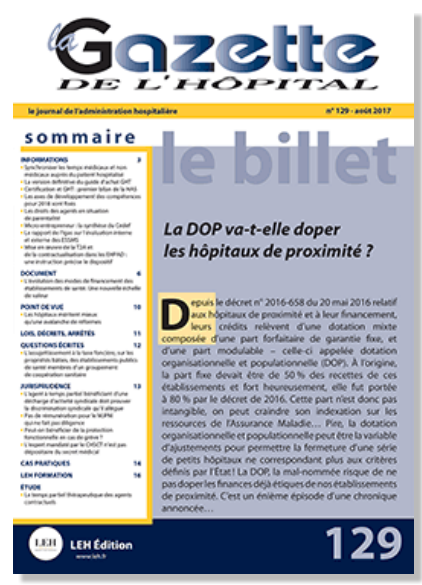 la Gazette
DE L'HÔPITAL
le journal de l'administration hospitalière
n° 129 - août 2017
sommaire
INFORMATIONS 3
• Synchroniser les temps médicaux et non
médicaux auprès du patient hospitalisé
• La version définitive du guide d'achat GHT
• Certification et GHT : premier bilan de la HAS
• Les axes de développement des compétences
pour 2018 sont fixés
• Les droits des agents en situation
de parentalité
• Micro-entrepreneur : la synthèse du Cedef
• Le rapport de l'Igas sur l'évaluation interne
et externe des ESSMS
• Mise en œuvre de la T2A et
de la contractualisation dans les EHPAD :
une instruction précise le dispositif
DOCUMENT 6
• L'évolution des modes de financement des
établissements de santé. Une nouvelle échelle
de valeur
POINT DE VUE 10
• Les hôpitaux méritent mieux
qu'une avalanche de réformes
LOIS, DÉCRETS, ARRÊTÉS 11
QUESTIONS ÉCRITES 12
• L'assujettissement à la taxe foncière, sur les
propriétés bâties, des établissements publics
de santé membres d'un groupement
de coopération sanitaire
JURISPRUDENCE 13
• L'agent à temps partiel bénéficiant d'une
décharge d'activité syndicale doit prouver
la discrimination syndicale qu'il allègue
• Pas de rémunération pour le MJPM
qui ne fait pas diligence
• Peut-on bénéficier de la protection
fonctionnelle en cas de grève ?
• L'expert mandaté par le CHSCT n'est pas
dépositaire du secret médical
CAS PRATIQUES 14
LEH FORMATION 16
ETUDE
• Le temps partiel thérapeutique des agents
contractuels
le billet
La DOP va-t-elle doper
les hôpitaux de proximité ?
Depuis le décret n° 2016-658 du 20 mai 2016 relatif
aux hôpitaux de proximité et à leur financement,
leurs crédits relèvent d'une dotation mixte
composée d'une part forfaitaire de garantie fixe, et
d'une part modulable – celle-ci appelée dotation
organisationnelle et populationnelle (DOP). À l'origine,
la part fixe devait être de 50 % des recettes de ces
établissements et fort heureusement, elle fut portée
à 80 % par le décret de 2016. Cette part n'est donc pas
intangible, on peut craindre son indexation sur les
ressources de l'Assurance Maladie… Pire, la dotation
organisationnelle et populationnelle peut être la variable
d'ajustements pour permettre la fermeture d'une série
de petits hôpitaux ne correspondant plus aux critères
définis par l'État ! La DOP, la mal-nommée risque de ne
pas doper les finances déjà étiques de nos établissements
de proximité. C'est un énième épisode d'une chronique
annoncée…
LEH
LEH Édition
www.leh.fr
129